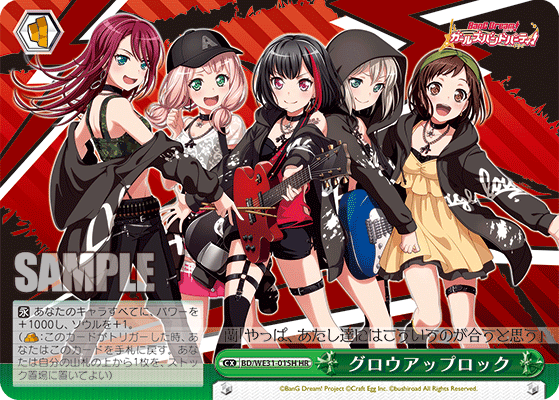 BanG Dream!
ガールズバンドパーティ!
SAMPLE
永 あなたのキャラすべてに、パワーを
+1000し、ソウルを+1。
(:このカードがトリガーした時、あ
なたはこのカードを手札に戻す。あな
たは自分の山札の上から1枚を、ストッ
ク置場に置いてよい)
蘭「やっぱ、あたし達にはこういうのが合うと思う」
CX BD/WE31-015H HR
グロウアップロック
©BanG Dream! Project ©Craft Egg Inc. ©bushiroad All Rights Reserved.